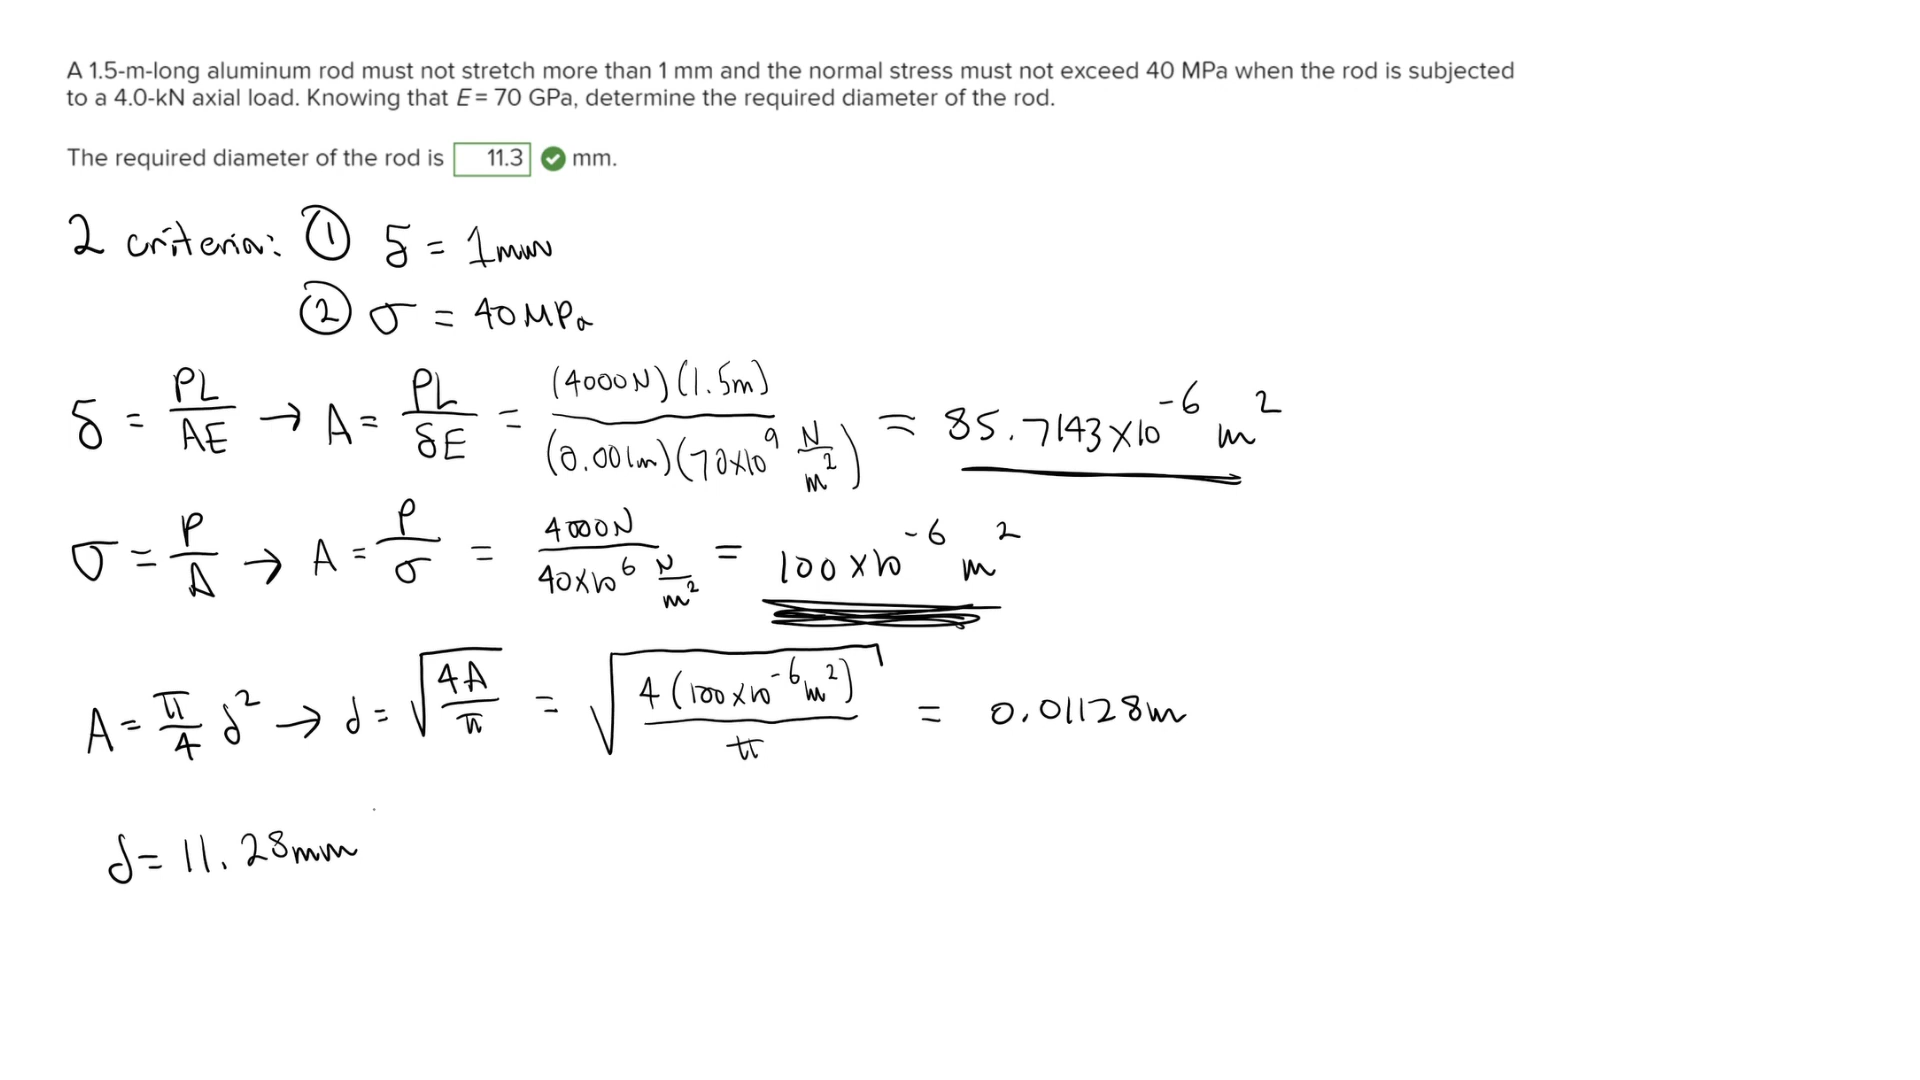 A 1.5-m-long aluminum rod must not stretch more than 1 mm and the normal stress must not exceed 40 MPa when the rod is subjected
to a 4.0-kN axial load. Knowing that E = 70 GPa, determine the required diameter of the rod.
The required diameter of the rod is 11.3 mm.
2 criteria: ① δ = 1mm
② σ = 40MPa
δ = PL/AE → A = PL/δE = (4000N)(1.5m)/(0.001m)(70x10^9 N/m^2) = 85.7143x10^-6 m^2
σ = P/A → A = P/σ = 4000N/40x10^6 N/m^2 = 100x10^-6 m^2
A = π/4 d^2 → d = √(4A/π) = √(4(100x10^-6 m^2)/π) = 0.01128m
d = 11.28mm